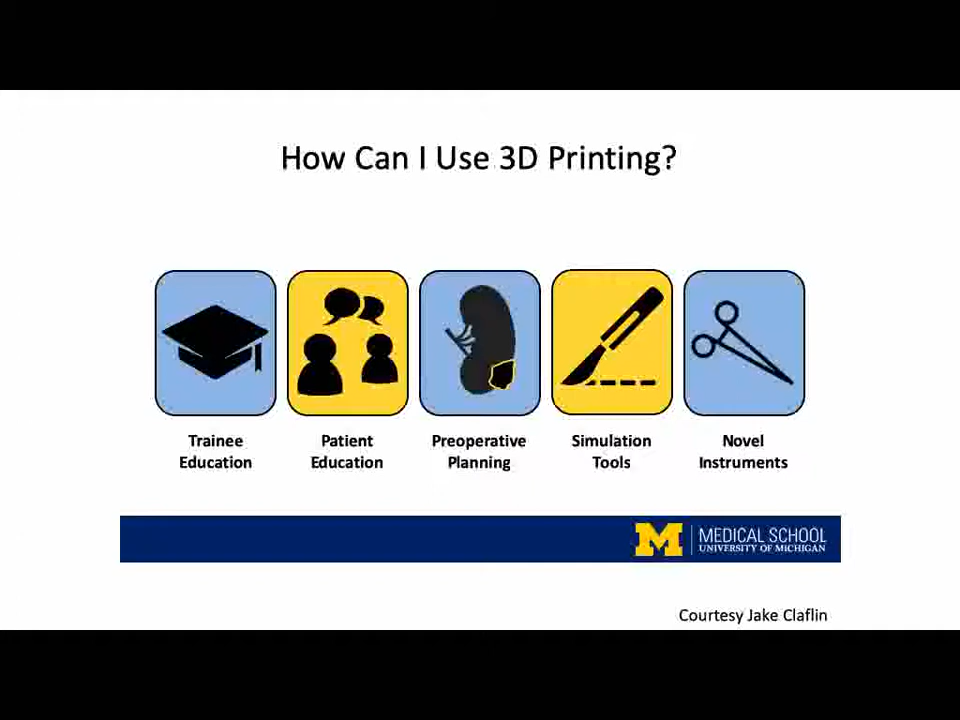 How Can I Use 3D Printing?
Trainee Education
Patient Education
Preoperative Planning
Simulation Tools
Novel Instruments
M
MEDICAL SCHOOL
UNIVERSITY OF MICHIGAN
Courtesy Jake Claflin